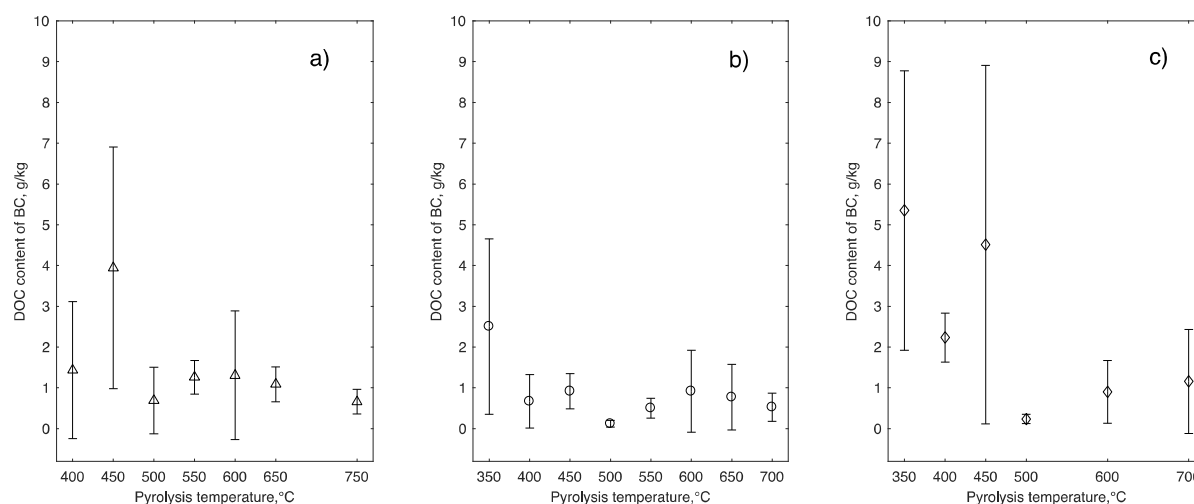 a)
DOC content of BC, g/kg
10
9
8
7
6
5
4
3
2
1
0
400 450 500 550 600 650 750
Pyrolysis temperature,°C
b)
DOC content of BC, g/kg
10
9
8
7
6
5
4
3
2
1
0
350 400 450 500 550 600 650 700
Pyrolysis temperature,°C
c)
DOC content of BC, g/kg
10
9
8
7
6
5
4
3
2
1
0
350 400 450 500 600 700
Pyrolysis temperature,°C